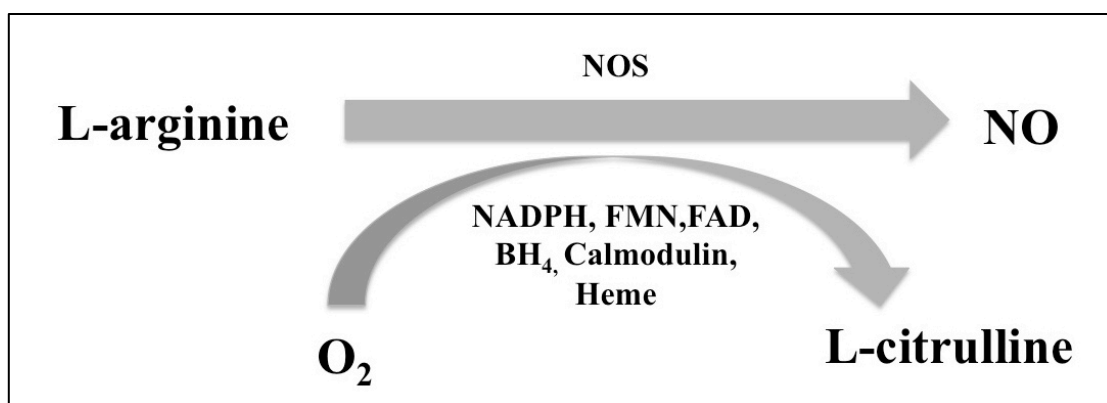 NOS
L-arginine
NO
NADPH, FMN,FAD,
BH4, Calmodulin,
Heme
O2
L-citrulline